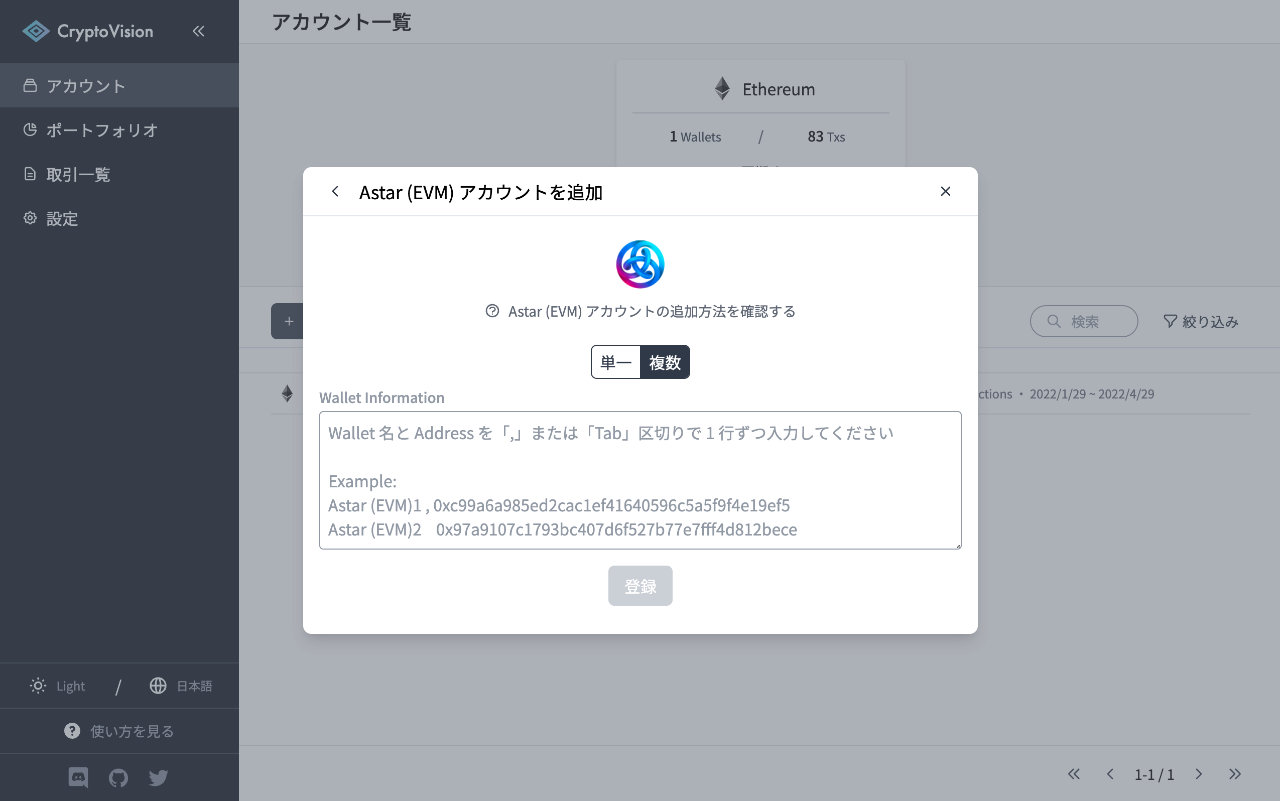 CryptoVision
アカウント
ポートフォリオ
取引一覧
設定
Light / 日本語
使い方を見る
アカウント一覧
Ethereum
1 Wallets / 83 Txs
Astar (EVM) アカウントを追加
Astar (EVM) アカウントの追加方法を確認する
単一 複数
Wallet Information
Wallet 名と Address を「,」または「Tab」区切りで 1 行ずつ入力してください
Example:
Astar (EVM)1 , 0xc99a6a985ed2cac1ef41640596c5a5f9f4e19ef5
Astar (EVM)2 0x97a9107c1793bc407d6f527b77e7fff4d812bece
登録
+
検索
絞り込み
ctions ・ 2022/1/29 ~ 2022/4/29
1-1 / 1